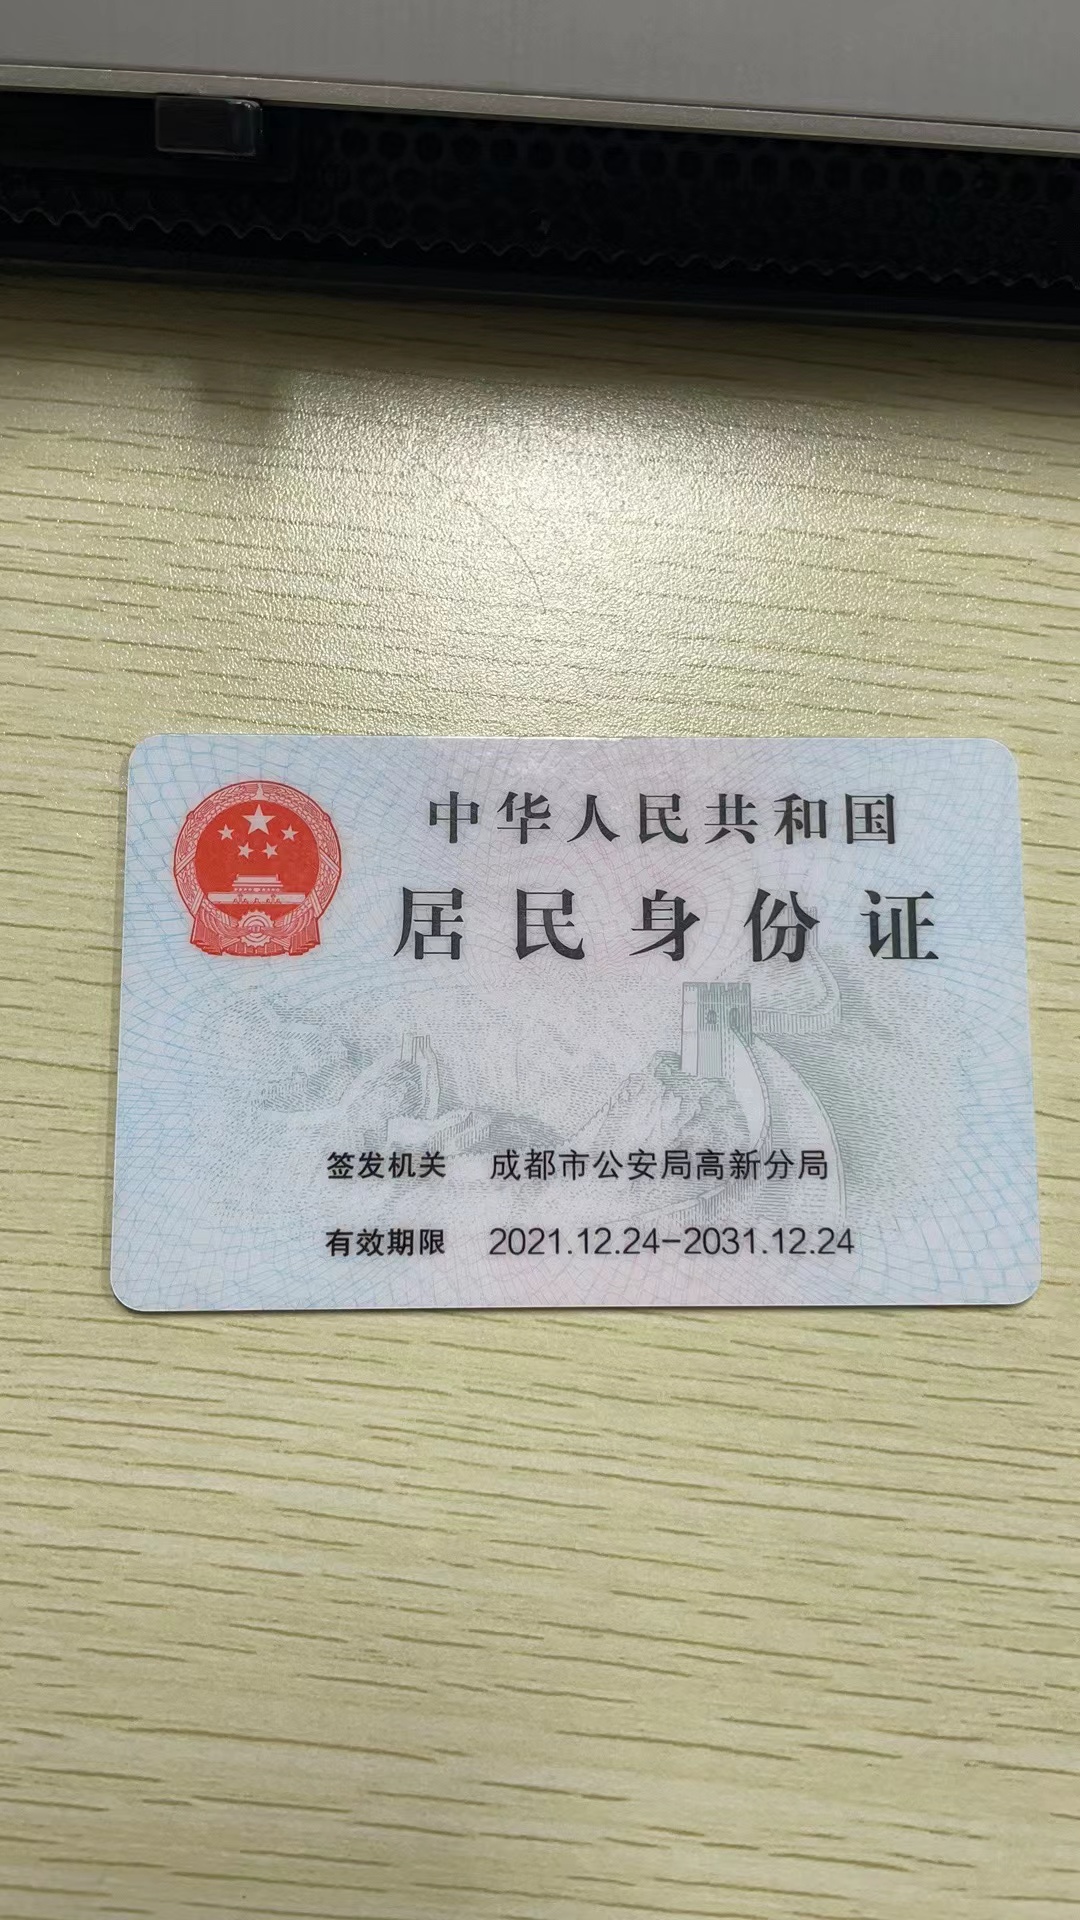 中华人民共和国
居民身份证
签发机关 成都市公安局高新分局
有效期限 2021.12.24-2031.12.24